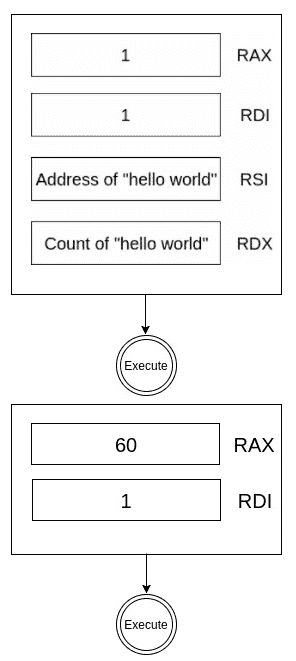 1 RAX
1 RDI
Address of "hello world" RSI
Count of "hello world" RDX
Execute
60 RAX
1 RDI
Execute